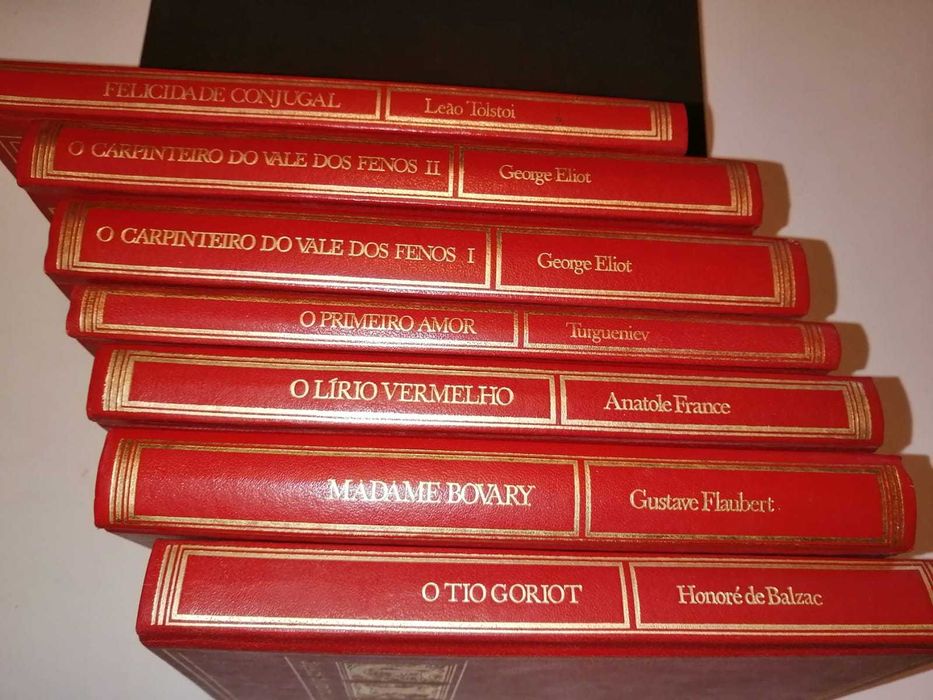 FELICIDADE CONJUGAL Leão Tolstoi
O CARPINTEIRO DO VALE DOS FENOS II George Eliot
O CARPINTEIRO DO VALE DOS FENOS I George Eliot
O PRIMEIRO AMOR Turgueniev
O LÍRIO VERMELHO Anatole France
MADAME BOVARY Gustave Flaubert
O TIO GORIOT Honoré de Balzac